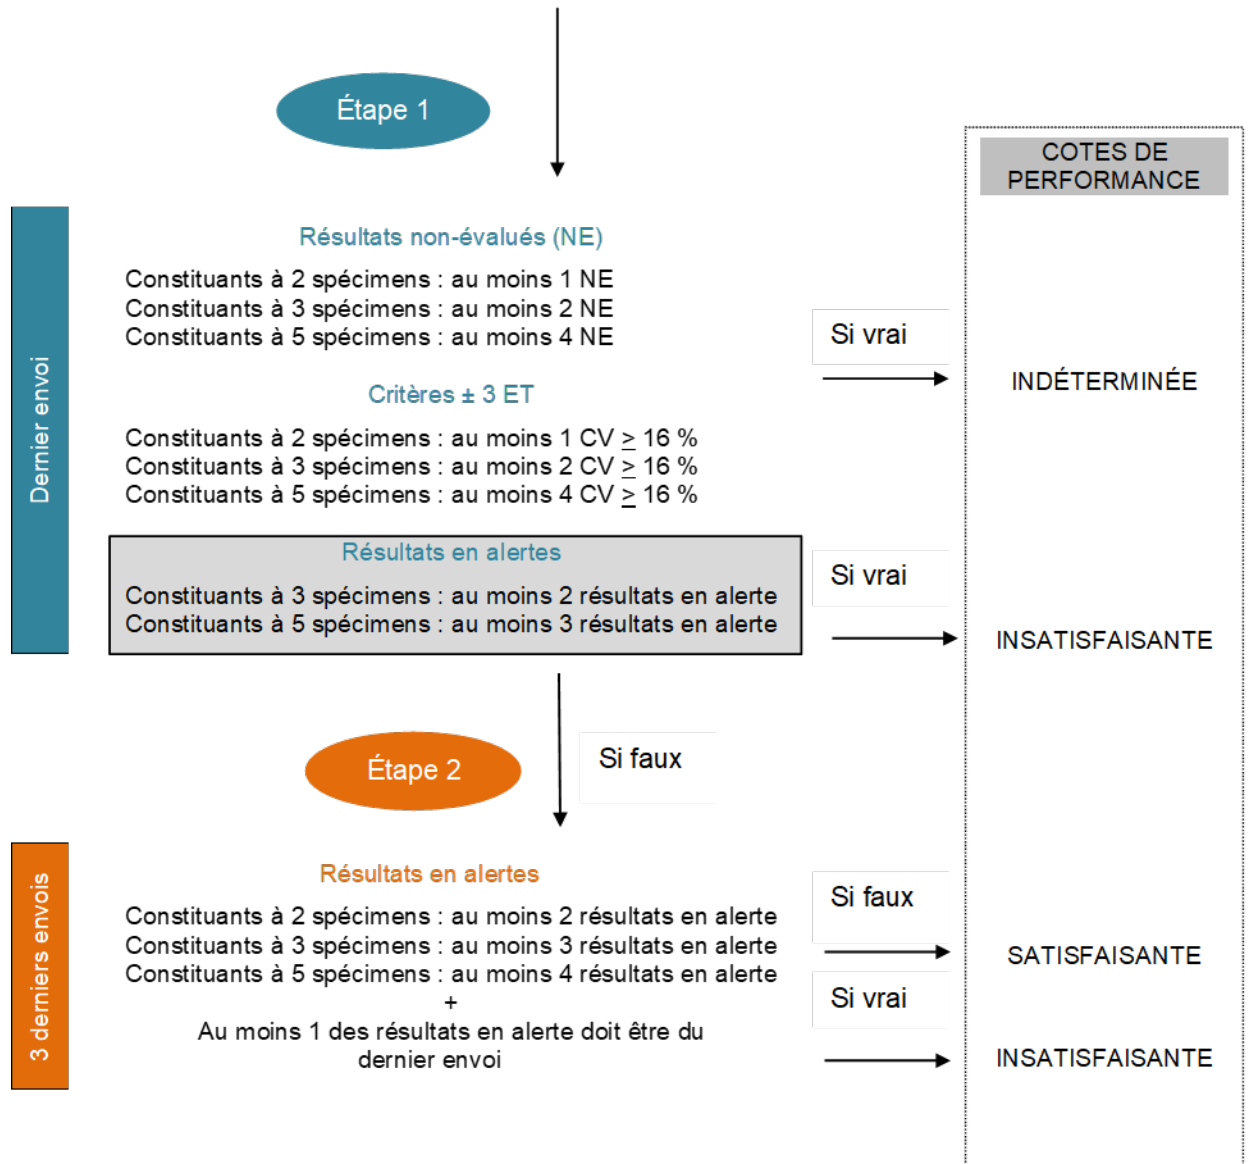 Étape 1
COTES DE
PERFORMANCE
Dernier envoi
Résultats non-évalués (NE)
Constituants à 2 spécimens : au moins 1 NE
Constituants à 3 spécimens : au moins 2 NE
Constituants à 5 spécimens : au moins 4 NE
Si vrai
INDÉTERMINÉE
Critères ± 3 ET
Constituants à 2 spécimens : au moins 1 CV ≥ 16 %
Constituants à 3 spécimens : au moins 2 CV ≥ 16 %
Constituants à 5 spécimens : au moins 4 CV ≥ 16 %
Résultats en alertes
Constituants à 3 spécimens : au moins 2 résultats en alerte
Constituants à 5 spécimens : au moins 3 résultats en alerte
Si vrai
INSATISFAISANTE
Étape 2
Si faux
3 derniers envois
Résultats en alertes
Constituants à 2 spécimens : au moins 2 résultats en alerte
Constituants à 3 spécimens : au moins 3 résultats en alerte
Constituants à 5 spécimens : au moins 4 résultats en alerte
+
Au moins 1 des résultats en alerte doit être du
dernier envoi
Si faux
SATISFAISANTE
Si vrai
INSATISFAISANTE